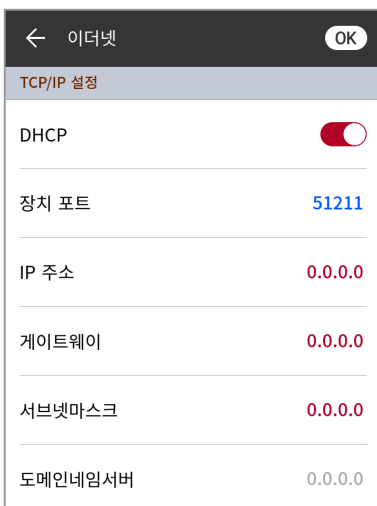 이더넷
OK
TCP/IP 설정
DHCP
장치 포트 51211
IP 주소 0.0.0.0
게이트웨이 0.0.0.0
서브넷마스크 0.0.0.0
도메인네임서버 0.0.0.0